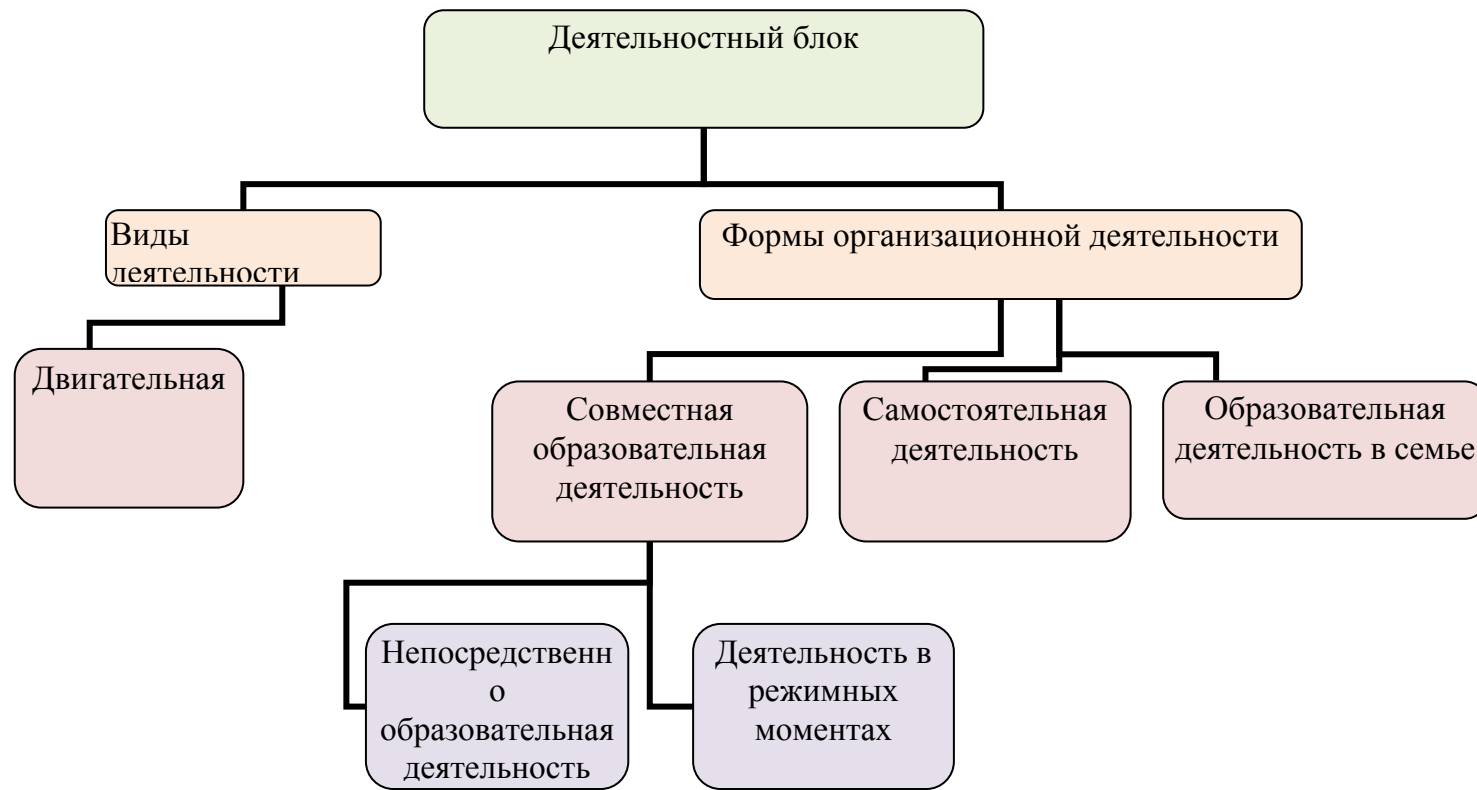 Деятельностный блок
Виды
деятельности
Формы организационной деятельности
Двигательная
Совместная
образовательная
деятельность
Самостоятельная
деятельность
Образовательная
деятельность в семье
Непосредственн
о
образовательная
деятельность
Деятельность в
режимных
моментах